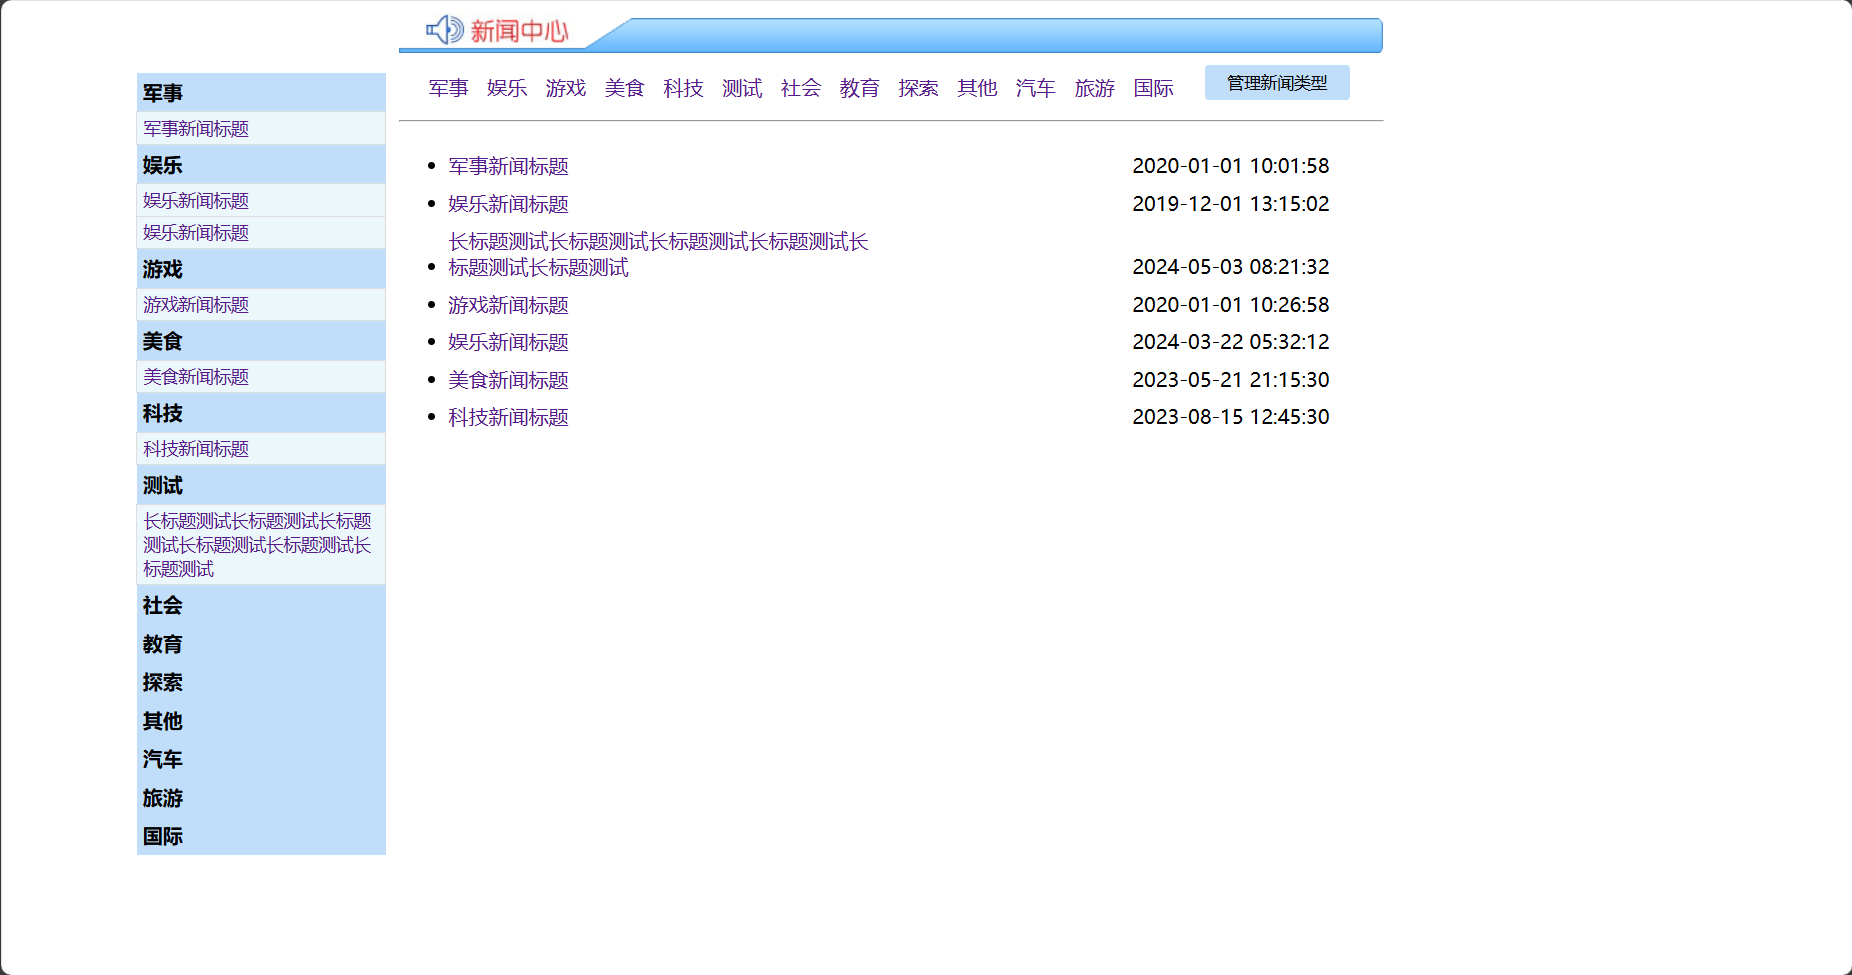 新闻中心
军事 娱乐 游戏 美食 科技 测试 社会 教育 探索 其他 汽车 旅游 国际 管理新闻类型
军事
军事新闻标题
娱乐
娱乐新闻标题
娱乐新闻标题
游戏
游戏新闻标题
美食
美食新闻标题
科技
科技新闻标题
测试
长标题测试长标题测试长标题
测试长标题测试长标题测试长
标题测试
社会
教育
探索
其他
汽车
旅游
国际
军事新闻标题 2020-01-01 10:01:58
娱乐新闻标题 2019-12-01 13:15:02
长标题测试长标题测试长标题测试长标题测试长
标题测试长标题测试 2024-05-03 08:21:32
游戏新闻标题 2020-01-01 10:26:58
娱乐新闻标题 2024-03-22 05:32:12
美食新闻标题 2023-05-21 21:15:30
科技新闻标题 2023-08-15 12:45:30